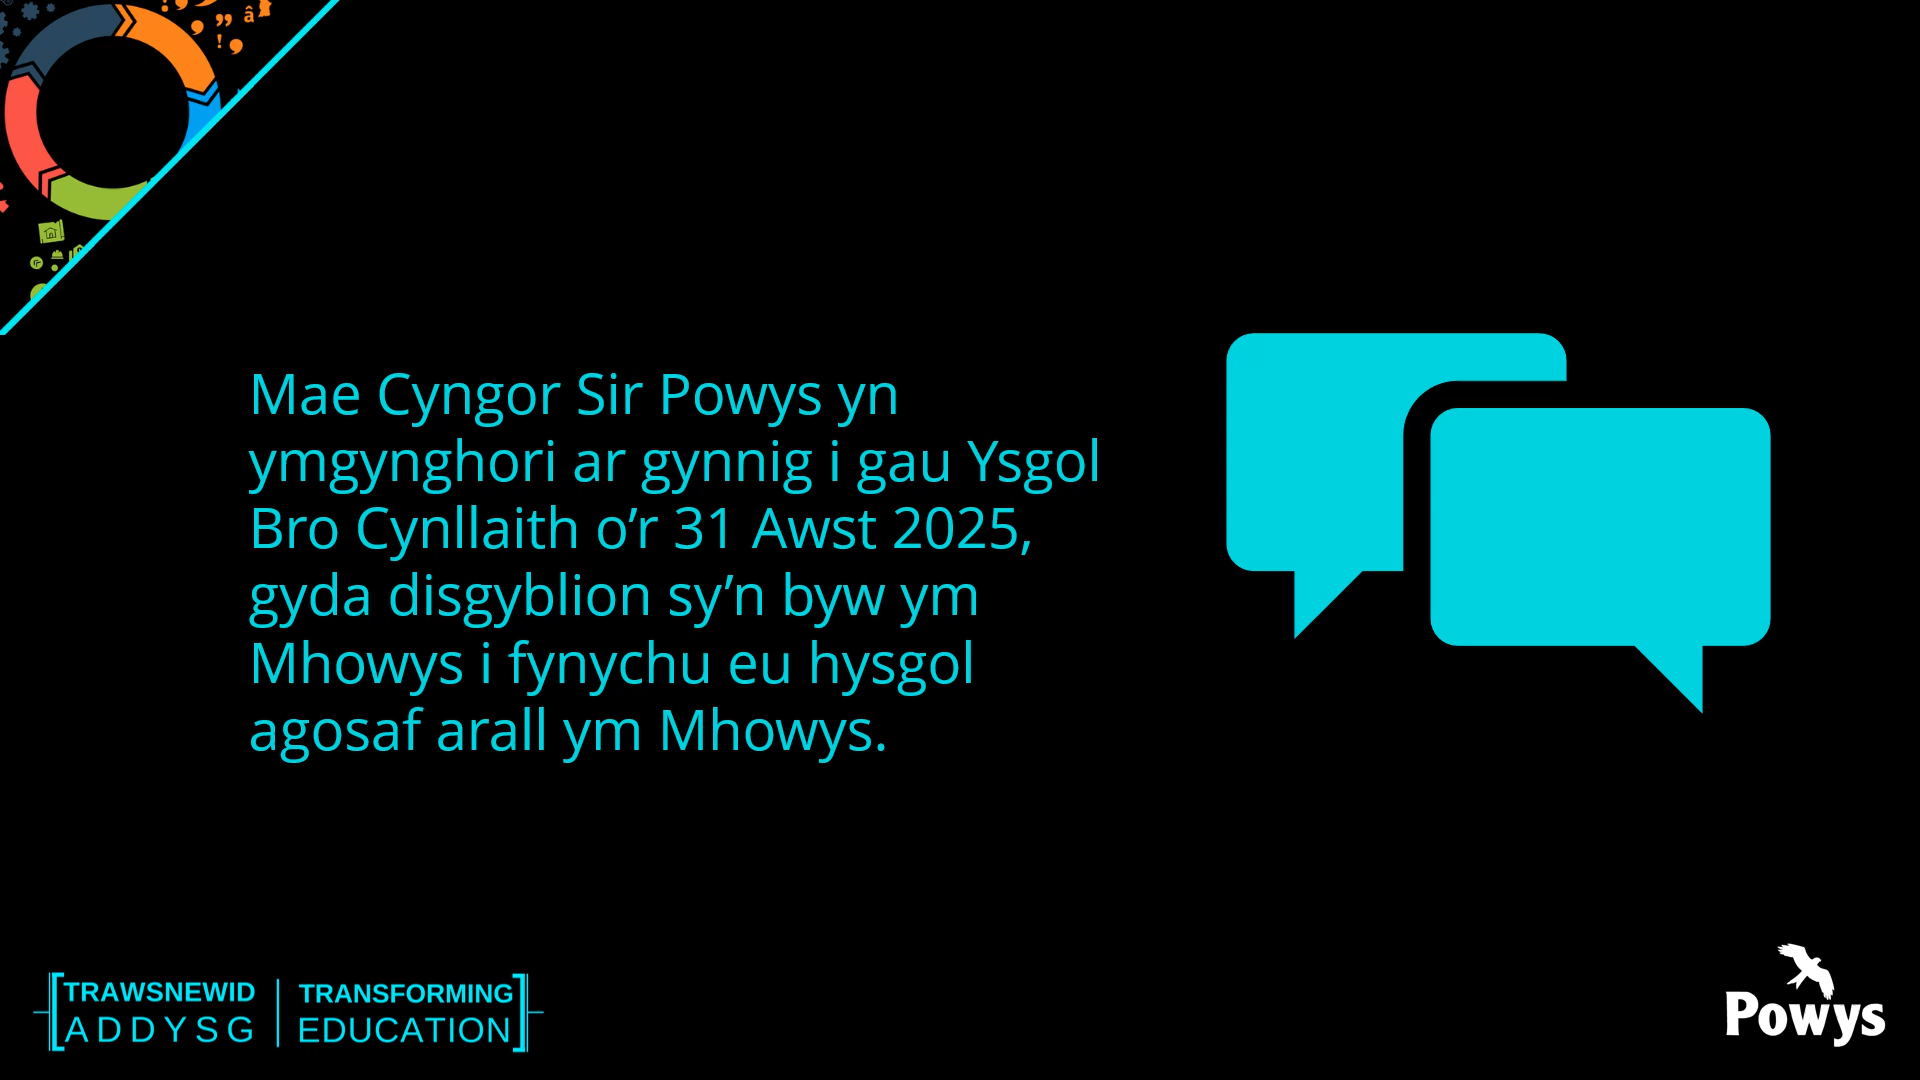 Mae Cyngor Sir Powys yn
ymgynghori ar gynnig i gau Ysgol
Bro Cynllaith o’r 31 Awst 2025,
gyda disgyblion sy’n byw ym
Mhowys i fynychu eu hysgol
agosaf arall ym Mhowys.
TRAWSNEWID
ADDYSG
TRANSFORMING
EDUCATION
Powys